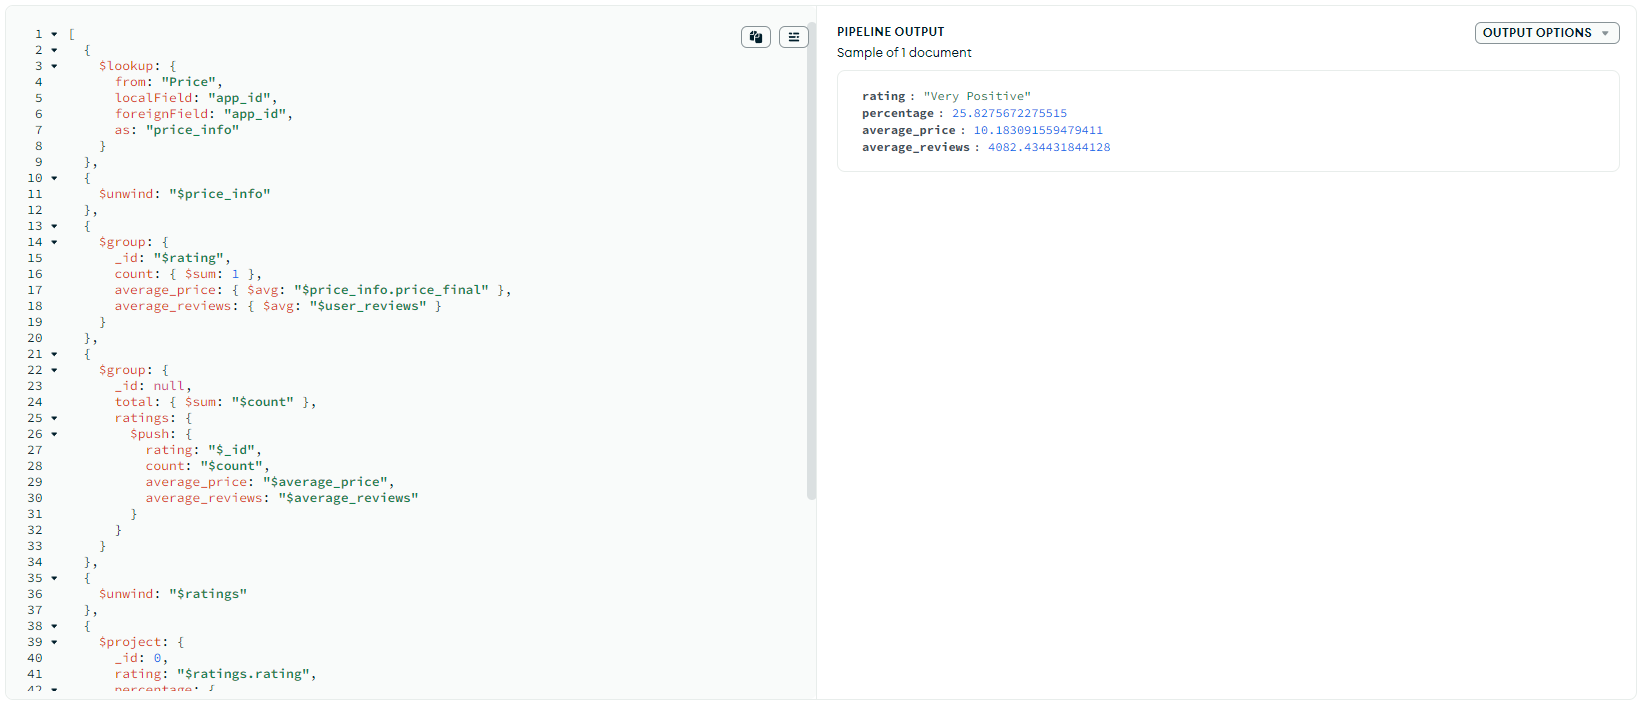 1 [
2 {
3 $lookup: {
4 from: "Price",
5 localField: "app_id",
6 foreignField: "app_id",
7 as: "price_info"
8 }
9 },
10 {
11 $unwind: "$price_info"
12 },
13 {
14 $group: {
15 _id: "$rating",
16 count: { $sum: 1 },
17 average_price: { $avg: "$price_info.price_final" },
18 average_reviews: { $avg: "$user_reviews" }
19 }
20 },
21 {
22 $group: {
23 _id: null,
24 total: { $sum: "$count" },
25 ratings: {
26 $push: {
27 rating: "$_id",
28 count: "$count",
29 average_price: "$average_price",
30 average_reviews: "$average_reviews"
31 }
32 }
33 }
34 },
35 {
36 $unwind: "$ratings"
37 },
38 {
39 $project: {
40 _id: 0,
41 rating: "$ratings.rating",
42 percentage: {
PIPELINE OUTPUT
OUTPUT OPTIONS
Sample of 1 document
rating : "Very Positive"
percentage : 25.8275672275515
average_price : 10.183091559479411
average_reviews : 4082.434431844128